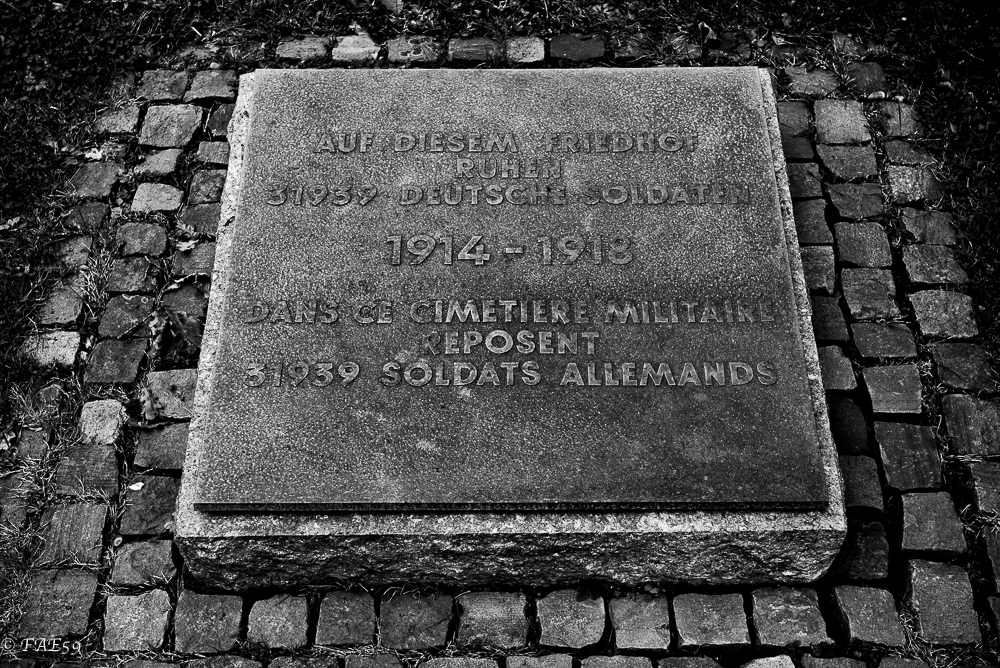 AUF DIESEM FRIEDHOF
RUHEN
31939 DEUTSCHE SOLDATEN
1914 - 1918
DANS CE CIMETIERE MILITAIRE
REPOSENT
31939 SOLDATS ALLEMANDS
© FAE59